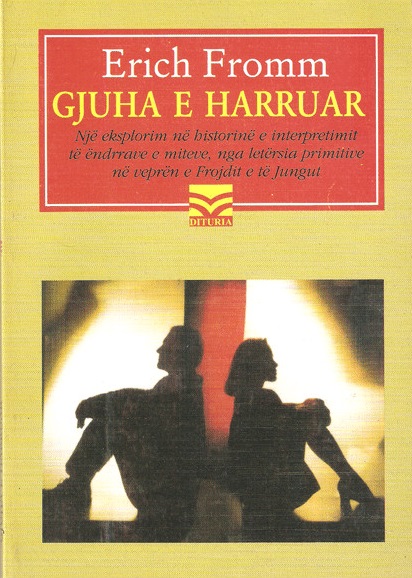 Erich Fromm
GJUHA E HARRUAR
Një eksplorim në historinë e interpretimit
të ëndrrave e miteve, nga letërsia primitive
në veprën e Frojdit e të Jungut
DITURIA